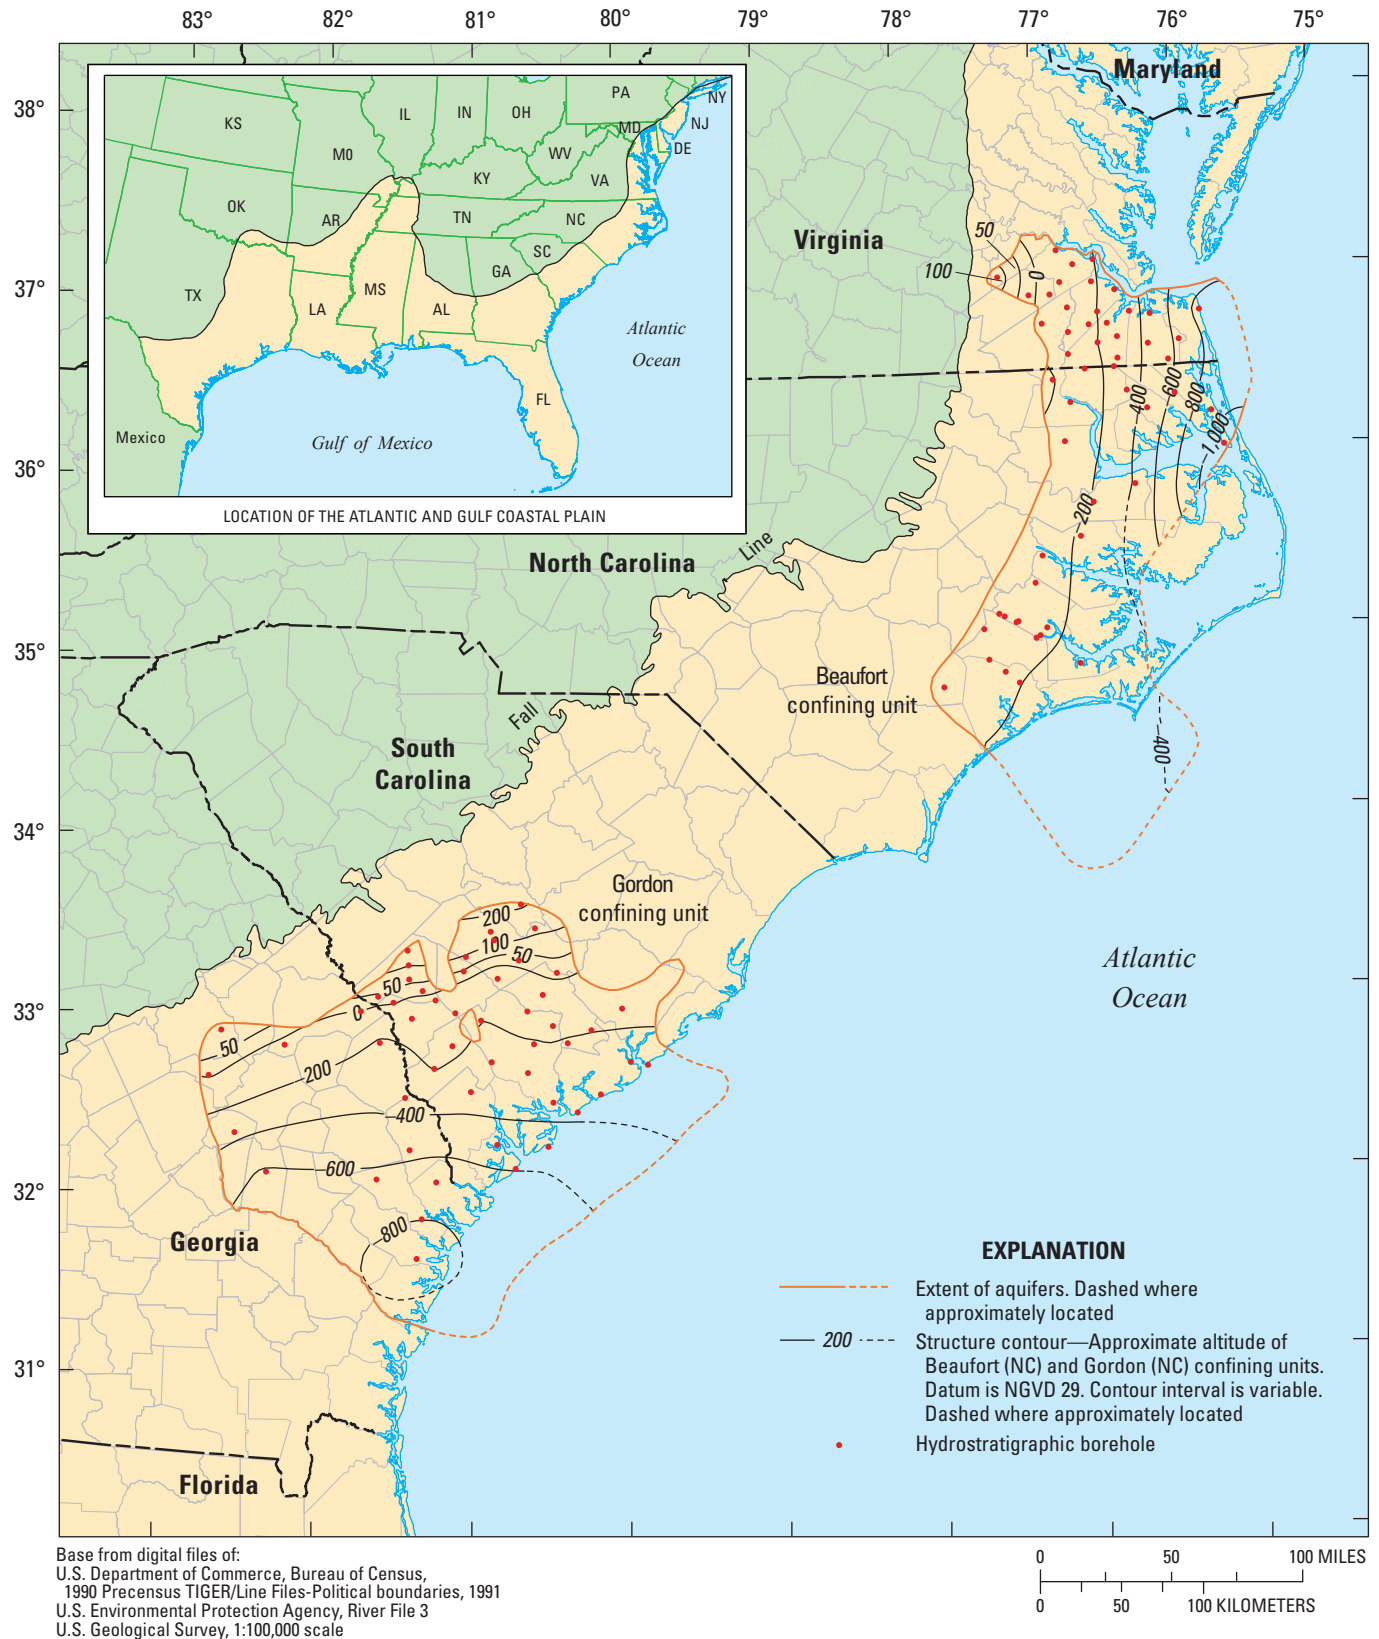 83° 82° 81° 80° 79° 78° 77° 76° 75°
38°
37°
36°
35°
34°
33°
32°
31°
KS
MO
IL
IN
OH
PA
NY
NJ
MD
DE
WV
VA
KY
OK
AR
TN
NC
SC
GA
TX
LA
MS
AL
FL
Mexico
Gulf of Mexico
Atlantic
Ocean
LOCATION OF THE ATLANTIC AND GULF COASTAL PLAIN
Maryland
Virginia
50
100
0
400
600
800
-1,000
-200
North Carolina
Line
Beaufort
confining unit
-400
Fall
South
Carolina
Gordon
confining unit
200
100
50
50
0
-50
-200
-400
-600
-800
Atlantic
Ocean
Georgia
Florida
EXPLANATION
Extent of aquifers. Dashed where
approximately located
200
Structure contour—Approximate altitude of
Beaufort (NC) and Gordon (NC) confining units.
Datum is NGVD 29. Contour interval is variable.
Dashed where approximately located
Hydrostratigraphic borehole
Base from digital files of:
U.S. Department of Commerce, Bureau of Census,
1990 Precensus TIGER/Line Files-Political boundaries, 1991
U.S. Environmental Protection Agency, River File 3
U.S. Geological Survey, 1:100,000 scale
0 50 100 MILES
0 50 100 KILOMETERS